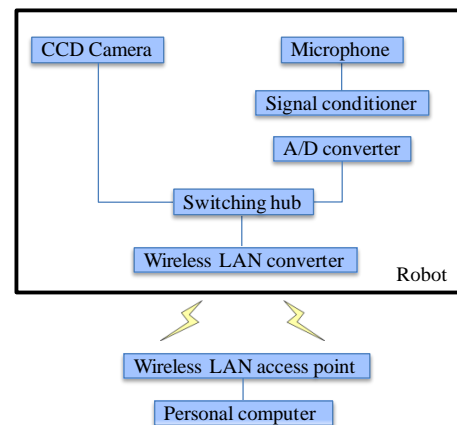 CCD Camera
Microphone
Signal conditioner
A/D converter
Switching hub
Wireless LAN converter
Robot
Wireless LAN access point
Personal computer